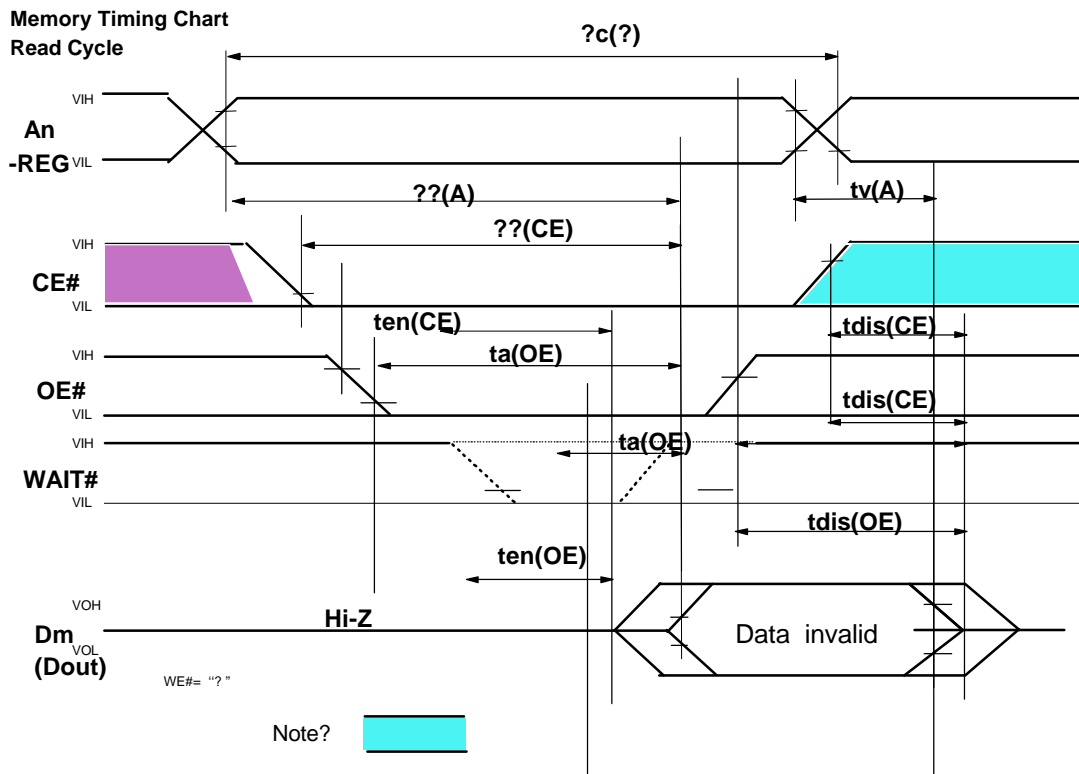 Memory Timing Chart
Read Cycle
?c(?)
VIH
An
-REG VIL
??(A)
tv(A)
??(CE)
VIH
CE#
VIL
ten(CE)
tdis(CE)
VIH
ta(OE)
OE#
VIL
tdis(CE)
VIH
ta(OE)
WAIT#
VIL
tdis(OE)
ten(OE)
VOH
Hi-Z
Dm
VOL
(Dout)
Data invalid
WE#= “? ”
Note?